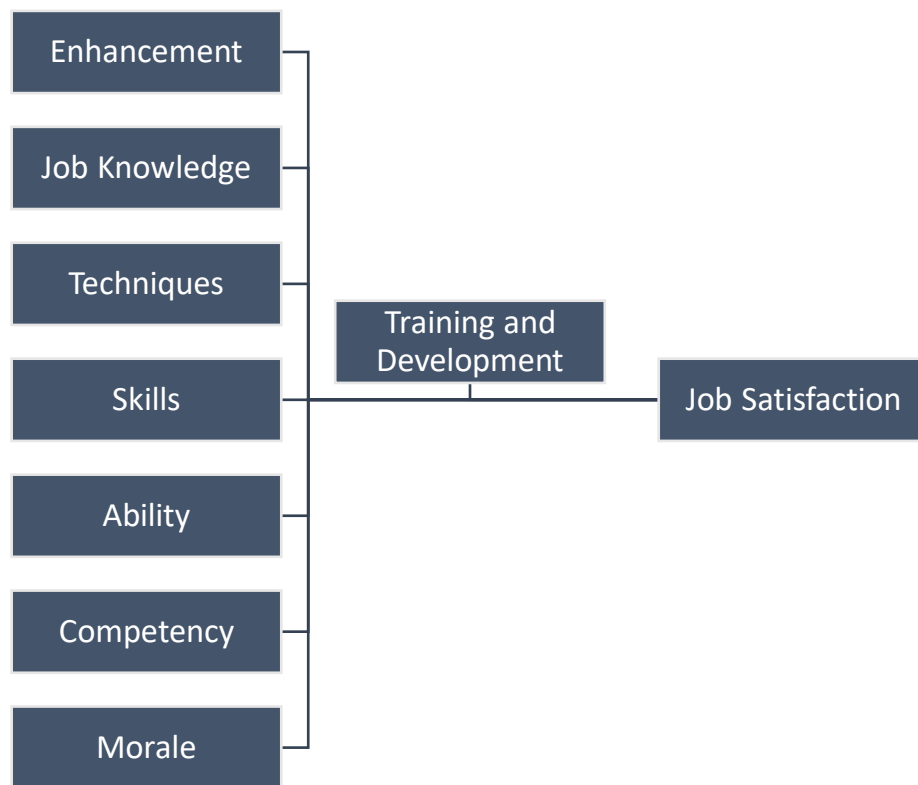 Enhancement
Job Knowledge
Techniques
Skills
Ability
Competency
Morale
Training and
Development
Job Satisfaction